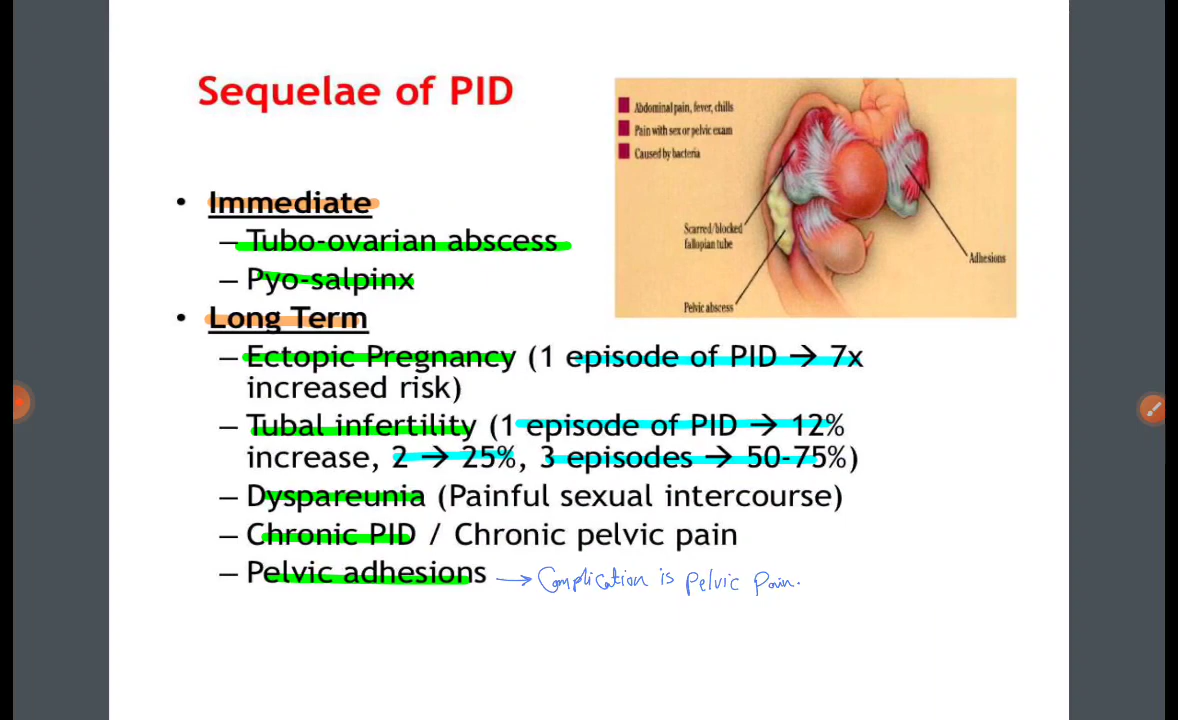 Sequelae of PID
Abdominal pain, fever, chills
Pain with sex or pelvic exam
Caused by bacteria
Scarred/blocked
fallopian tube
Adhesions
Pelvic abscess
• Immediate
– Tubo-ovarian abscess
– Pyo-salpinx
• Long Term
– Ectopic Pregnancy (1 episode of PID → 7x
increased risk)
– Tubal infertility (1 episode of PID → 12%
increase, 2 → 25%, 3 episodes → 50-75%)
– Dyspareunia (Painful sexual intercourse)
– Chronic PID / Chronic pelvic pain
– Pelvic adhesions → Complication is pelvic pain.